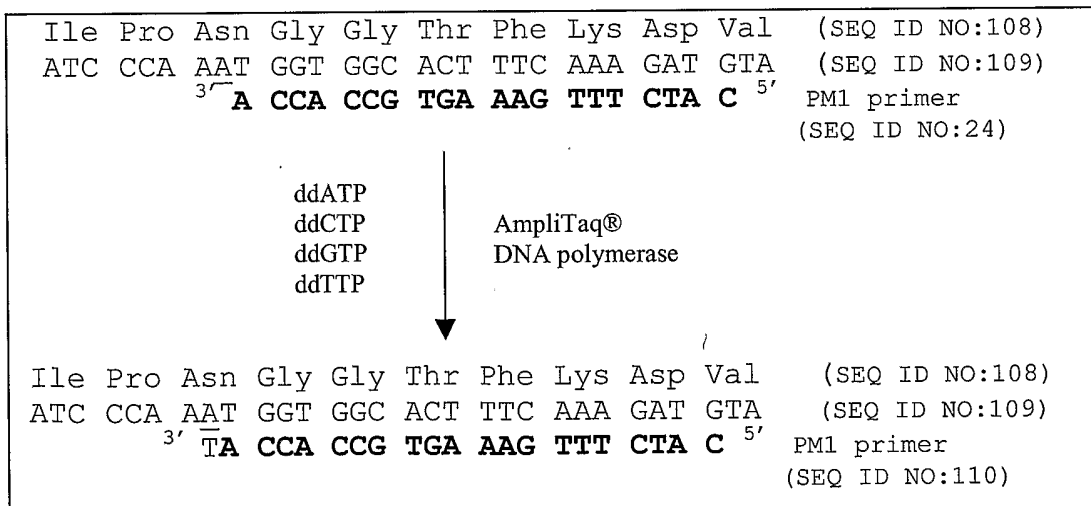 Ile Pro Asn Gly Gly Thr Phe Lys Asp Val (SEQ ID NO:108)
ATC CCA AAT GGT GGC ACT TTC AAA GAT GTA (SEQ ID NO:109)
3′ A CCA CCG TGA AAG TTT CTA C 5′ PM1 primer
(SEQ ID NO:24)
ddATP
ddCTP
ddGTP
ddTTP
AmpliTaq®
DNA polymerase
Ile Pro Asn Gly Gly Thr Phe Lys Asp Val (SEQ ID NO:108)
ATC CCA AAT GGT GGC ACT TTC AAA GAT GTA (SEQ ID NO:109)
3′ TA CCA CCG TGA AAG TTT CTA C 5′ PM1 primer
(SEQ ID NO:110)